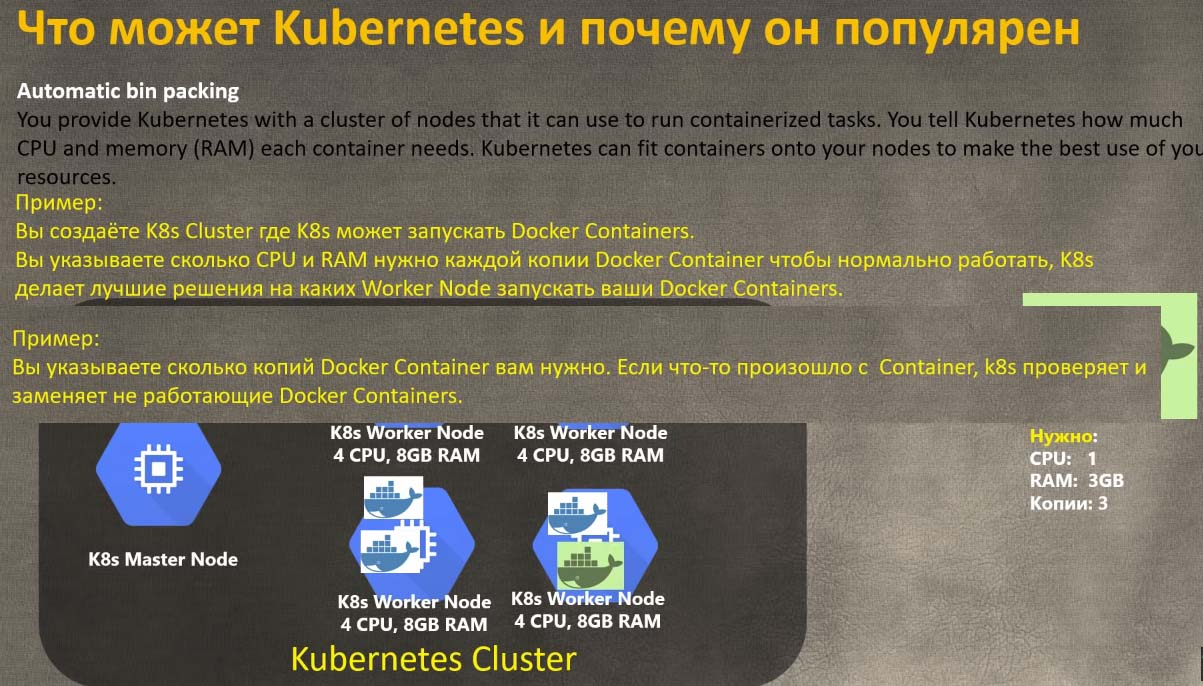 Что может Kubernetes и почему он популярен
Automatic bin packing
You provide Kubernetes with a cluster of nodes that it can use to run containerized tasks. You tell Kubernetes how much
CPU and memory (RAM) each container needs. Kubernetes can fit containers onto your nodes to make the best use of you
resources.
Пример:
Вы создаёте K8s Cluster где K8s может запускать Docker Containers.
Вы указываете сколько CPU и RAM нужно каждой копии Docker Container чтобы нормально работать, K8s
делает лучшие решения на каких Worker Node запускать ваши Docker Containers.
Пример:
Вы указываете сколько копий Docker Container вам нужно. Если что-то произошло с Container, k8s проверяет и
заменяет не работающие Docker Containers.
K8s Worker Node
4 CPU, 8GB RAM
K8s Worker Node
4 CPU, 8GB RAM
Нужно:
CPU: 1
RAM: 3GB
Копии: 3
K8s Master Node
K8s Worker Node
4 CPU, 8GB RAM
K8s Worker Node
4 CPU, 8GB RAM
Kubernetes Cluster